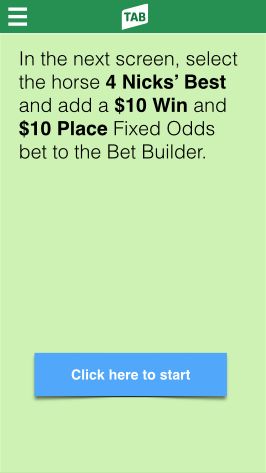 TAB
In the next screen, select
the horse 4 Nicks’ Best
and add a $10 Win and
$10 Place Fixed Odds
bet to the Bet Builder.
Click here to start